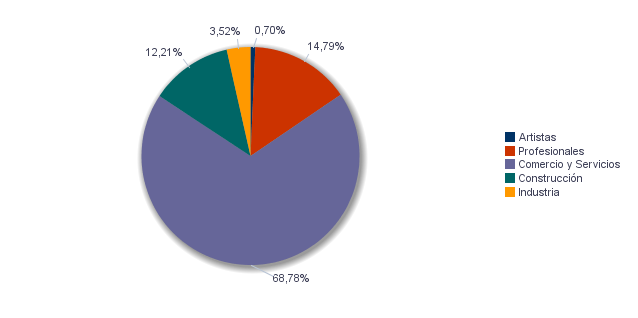 3,52%
0,70%
12,21%
14,79%
68,78%
Artistas
Profesionales
Comercio y Servicios
Construcción
Industria